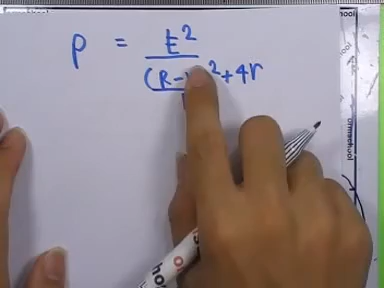 P = E²
(R- ²+4r